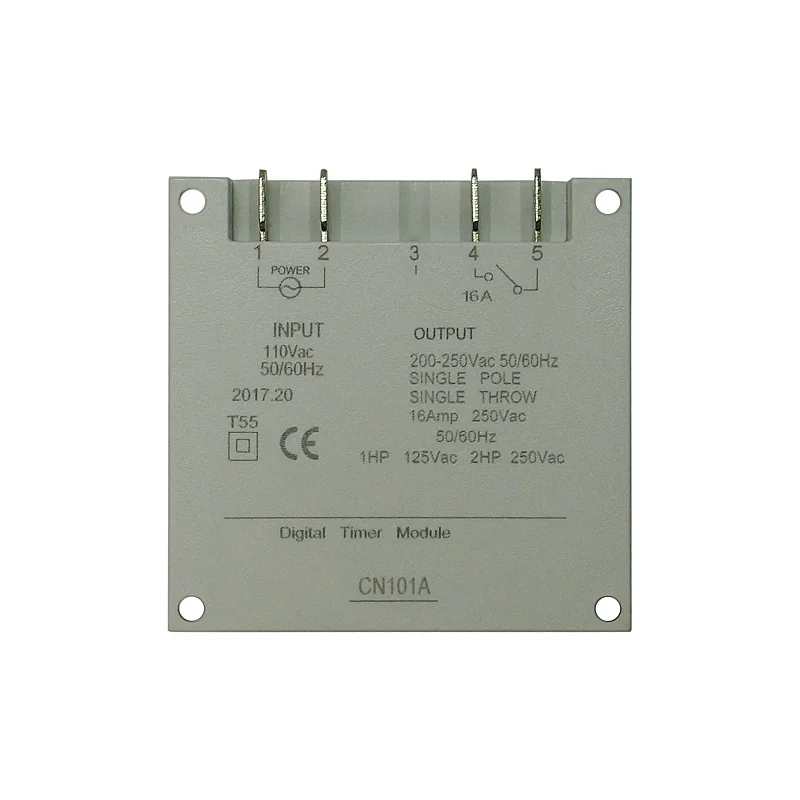 1 2 3 4 5
POWER
16A
INPUT
110Vac
50/60Hz
2017.20
T55
CE
OUTPUT
200-250Vac 50/60Hz
SINGLE POLE
SINGLE THROW
16Amp 250Vac
50/60Hz
1HP 125Vac 2HP 250Vac
Digital Timer Module
CN101A